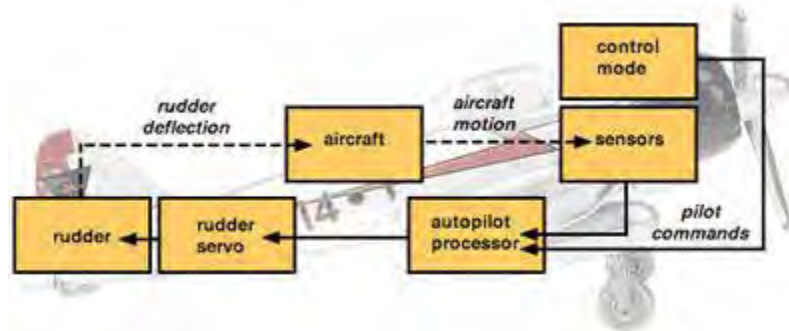 control
mode
rudder
deflection
aircraft
motion
aircraft
sensors
14
pilot
commands
rudder
rudder
servo
autopilot
processor